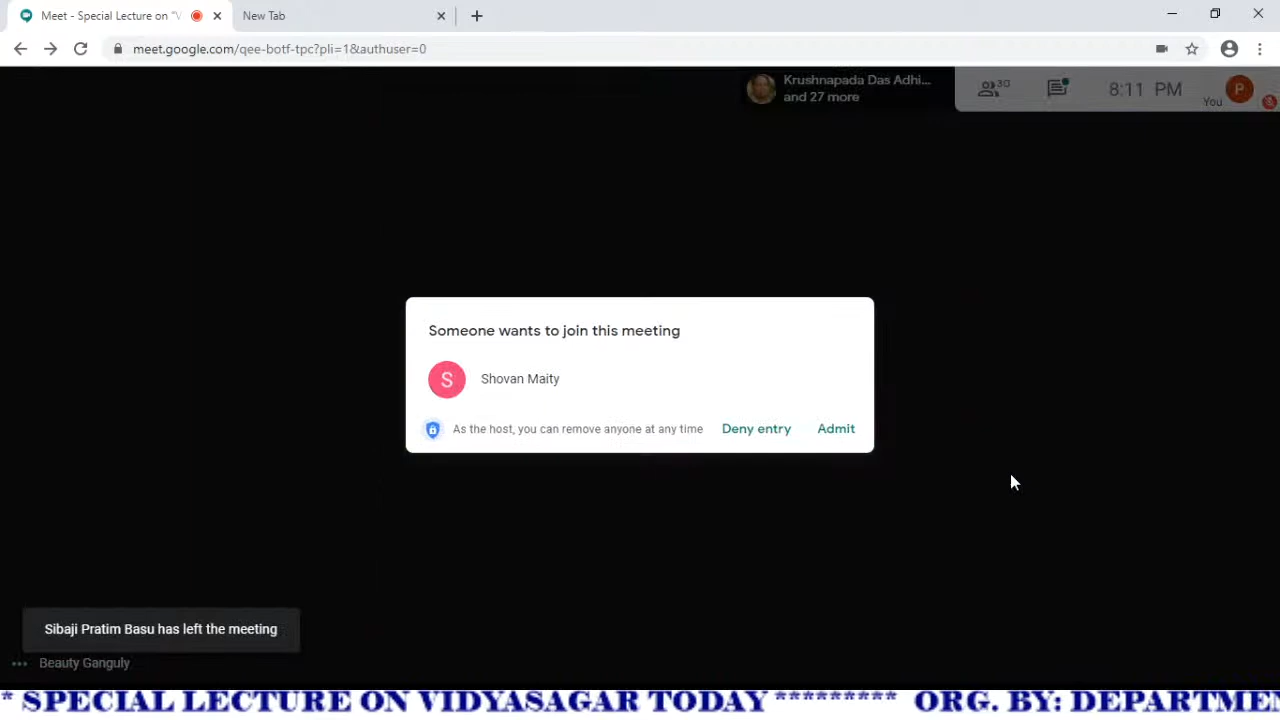 Meet - Special Lecture on "V
New Tab
meet.google.com/qee-botf-tpc?pli=1&authuser=0
Krushnapada Das Adhi...
and 27 more
30
8:11 PM
You
P
Someone wants to join this meeting
S
Shovan Maity
As the host, you can remove anyone at any time
Deny entry
Admit
Sibaji Pratim Basu has left the meeting
Beauty Ganguly
* SPECIAL LECTURE ON VIDYASAGAR TODAY ********* ORG. BY: DEPARTMEN